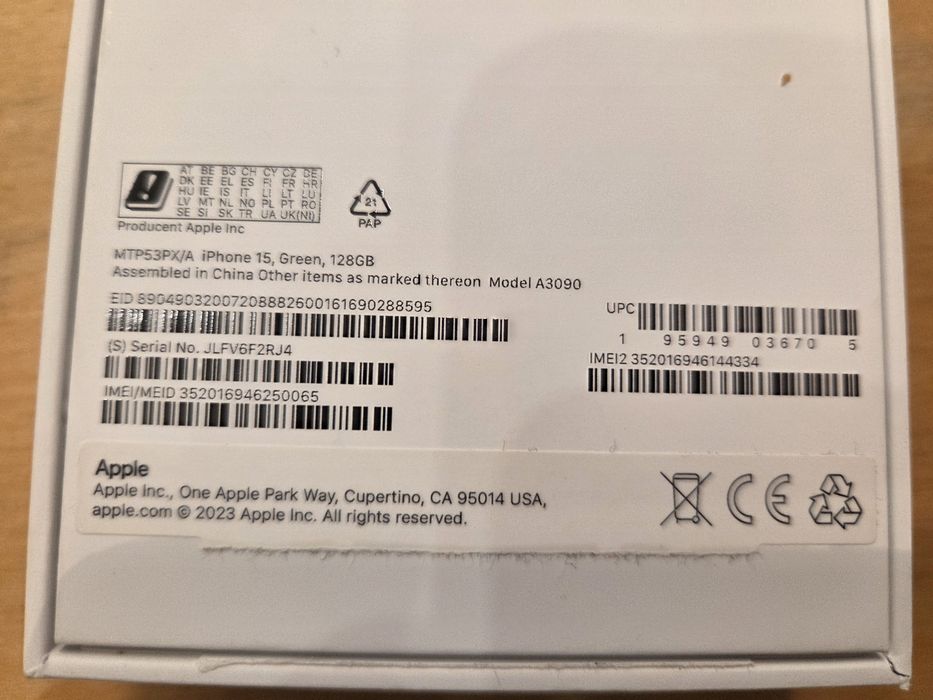 AT BE BG CH CY CZ DE
DK EE EL ES FI FR HR
HU IE IS IT LI LT LU
LV MT NL NO PL PT RO
SE SI SK TR UA UK(NI)
Producent Apple Inc
21
PAP
MTP53PX/A iPhone 15, Green, 128GB
Assembled in China Other items as marked thereon Model A3090
EID 89049032007208882600161690288595
UPC
1 95949 03670 5
(S) Serial No. JLFV6F2RJ4
IMEI2 352016946144334
IMEI/MEID 352016946250065
Apple
Apple Inc., One Apple Park Way, Cupertino, CA 95014 USA,
apple.com © 2023 Apple Inc. All rights reserved.
CE